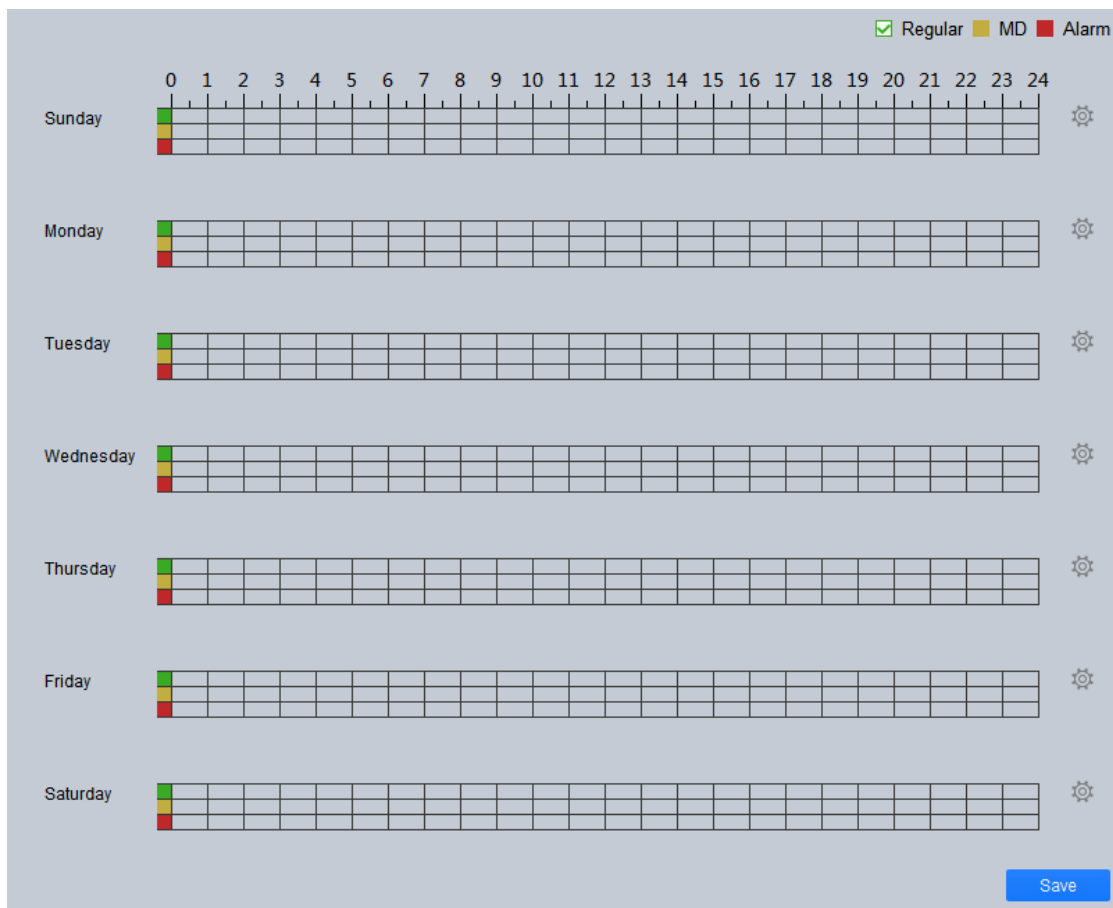 Regular MD Alarm
0 1 2 3 4 5 6 7 8 9 10 11 12 13 14 15 16 17 18 19 20 21 22 23 24
Sunday
Monday
Tuesday
Wednesday
Thursday
Friday
Saturday
Save